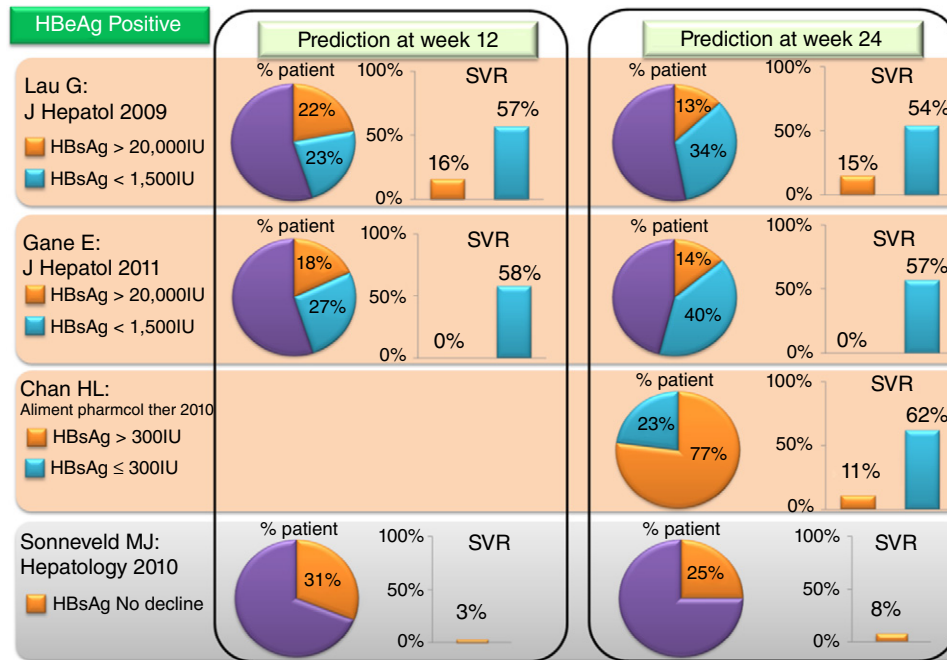 HBeAg Positive
Prediction at week 12
Prediction at week 24
Lau G:
J Hepatol 2009
HBsAg > 20,000IU
HBsAg < 1,500IU
% patient
22%
23%
100%
50%
0%
SVR
16%
57%
% patient
13%
34%
100%
50%
0%
SVR
15%
54%
Gane E:
J Hepatol 2011
HBsAg > 20,000IU
HBsAg < 1,500IU
% patient
18%
27%
100%
50%
0%
SVR
0%
58%
% patient
14%
40%
100%
50%
0%
SVR
0%
57%
Chan HL:
Aliment pharmcol ther 2010
HBsAg > 300IU
HBsAg ≤ 300IU
% patient
23%
77%
100%
50%
0%
SVR
11%
62%
Sonneveld MJ:
Hepatology 2010
HBsAg No decline
% patient
31%
100%
50%
0%
SVR
3%
% patient
25%
100%
50%
0%
SVR
8%